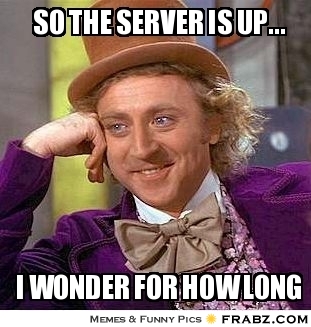 SO THE SERVER IS UP...
I WONDER FOR HOW LONG
MEMES & FUNNY PICS FRABZ.COM